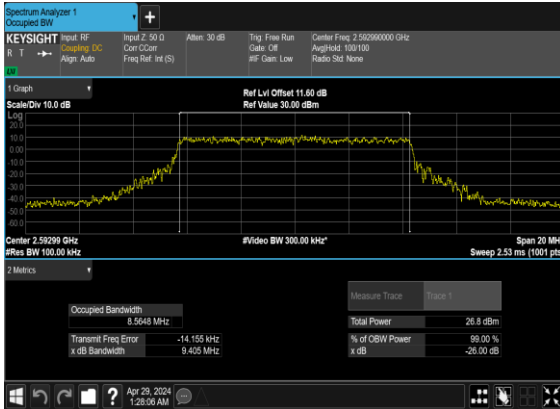 Spectrum Analyzer 1
Occupied BW
+
KEYSIGHT
R T
LNI
Input: RF
Coupling: DC
Align: Auto
Input Z: 50 Ω
Corr CCorr
Freq Ref: Int (S)
Atten: 30 dB
Trig: Free Run
Gate: Off
#IF Gain: Low
Center Freq: 2.592990000 GHz
Avg|Hold: 100/100
Radio Std: None
1 Graph
Scale/Div 10.0 dB
Ref Lvl Offset 11.60 dB
Ref Value 30.00 dBm
Log
20.0
10.0
0.00
-10.0
-20.0
-30.0
-40.0
-50.0
-60.0
Center 2.59299 GHz
#Res BW 100.00 kHz
#Video BW 300.00 kHz*
Span 20 MH
Sweep 2.53 ms (1001 pts
2 Metrics
Measure Trace Trace 1
Occupied Bandwidth
8.5648 MHz
Total Power 26.8 dBm
Transmit Freq Error -14.155 kHz
% of OBW Power 99.00 %
x dB Bandwidth 9.405 MHz
x dB -26.00 dB
?
Apr 29, 2024
1:28:06 AM